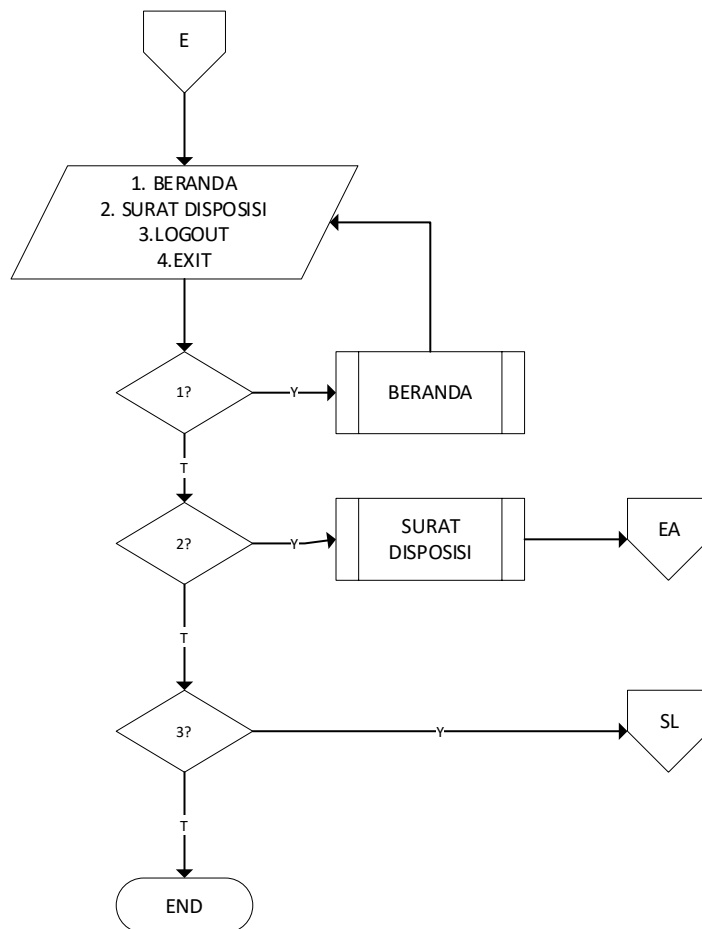 E
1. BERANDA
2. SURAT DISPOSISI
3.LOGOUT
4.EXIT
1?
Y
BERANDA
T
2?
Y
SURAT
DISPOSISI
EA
T
3?
Y
SL
T
END